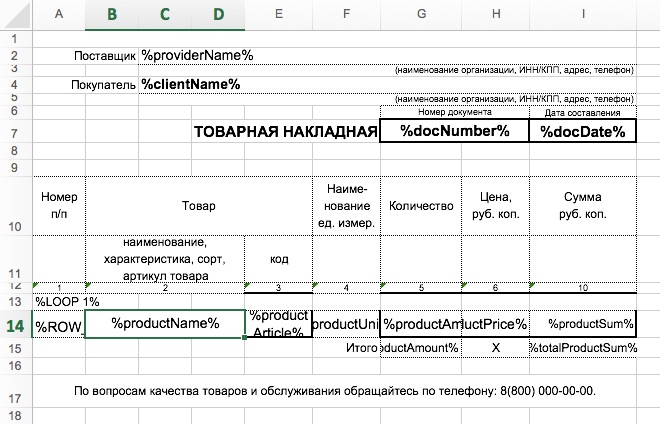 A B C D E F G H I
1
2 Поставщик %providerName%
3 (наименование организации, ИНН/КПП, адрес, телефон)
4 Покупатель %clientName%
5 (наименование организации, ИНН/КПП, адрес, телефон)
6 Номер документа Дата составления
7 ТОВАРНАЯ НАКЛАДНАЯ %docNumber% %docDate%
8
9
Номер п/п Товар Наиме-
нование
ед. измер. Количество Цена,
руб. коп. Сумма
руб. коп.
10
наименование,
характеристика, сорт,
артикул товара код
11
12 1 2 3 4 5 6 10
13 %LOOP 1%
14 %ROW_ %productName% %product
Article% productUni %productAm uctPrice% %productSum%
15 Итого ductAmount% X %totalProductSum%
16
17 По вопросам качества товаров и обслуживания обращайтесь по телефону: 8(800) 000-00-00.
18